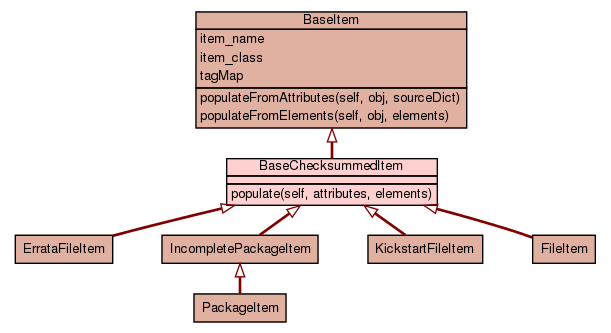 BaseItem
item_name
item_class
tagMap
populateFromAttributes(self, obj, sourceDict)
populateFromElements(self, obj, elements)
BaseChecksummedItem
populate(self, attributes, elements)
ErrataFileItem
IncompletePackageItem
KickstartFileItem
FileItem
PackageItem